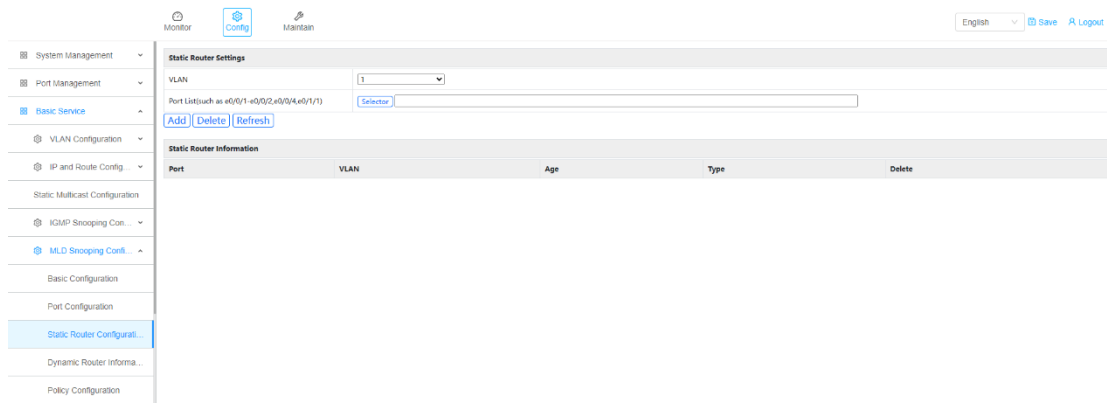 Monitor
Config
Maintain
English
Save
Logout
System Management
Port Management
Basic Service
VLAN Configuration
IP and Route Config...
Static Multicast Configuration
IGMP Snooping Con...
MLD Snooping Confi...
Basic Configuration
Port Configuration
Static Router Configurati...
Dynamic Router Informa...
Policy Configuration
Static Router Settings
VLAN 1
Port List(such as e0/0/1-e0/0/2,e0/0/4,e0/1/1) Selector
Add Delete Refresh
Static Router Information
Port VLAN Age Type Delete